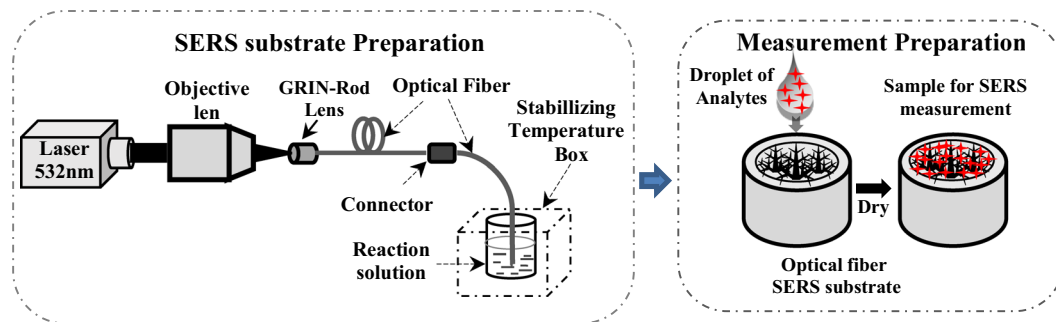 SERS substrate Preparation
Objective
len
GRIN-Rod
Lens
Optical Fiber
Stabillizing
Temperature
Box
Laser
532nm
Connector
Reaction
solution
Measurement Preparation
Droplet of
Analytes
Sample for SERS
measurement
Dry
Optical fiber
SERS substrate